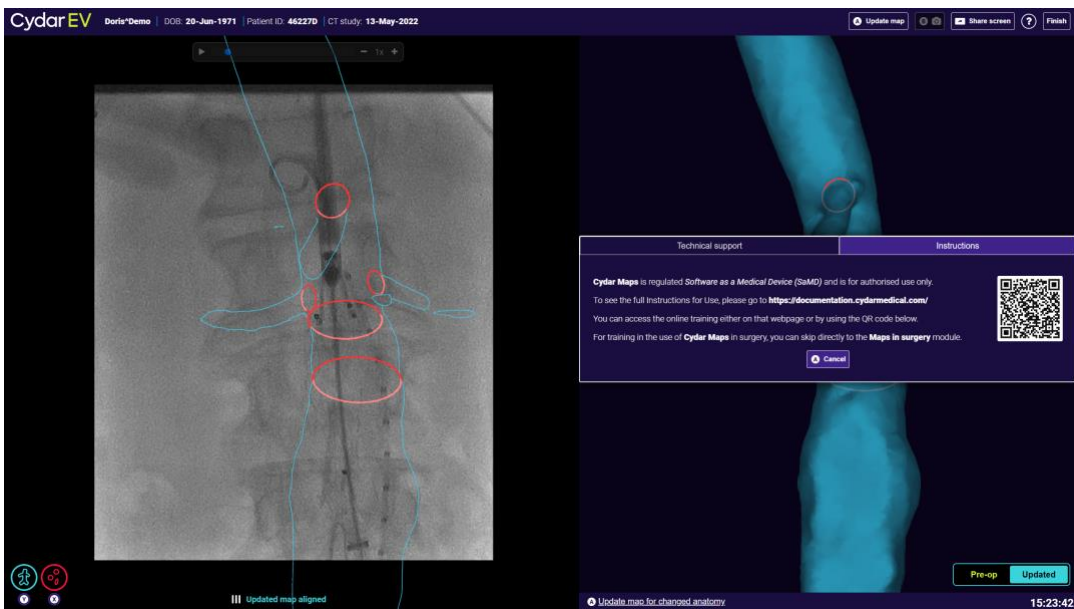 Cydar EV Doris^Demo | DOB: 20-Jun-1971 | Patient ID: 46227D | CT study: 13-May-2022
A Update map B Share screen ? Finish
1x
Technical support Instructions
Cydar Maps is regulated Software as a Medical Device (SaMD) and is for authorised use only.
To see the full Instructions for Use, please go to https://documentation.cydarmedical.com/
You can access the online training either on that webpage or by using the QR code below.
For training in the use of Cydar Maps in surgery, you can skip directly to the Maps in surgery module.
A Cancel
Pre-op Updated
Y X
Updated map aligned
A Update map for changed anatomy
15:23:42